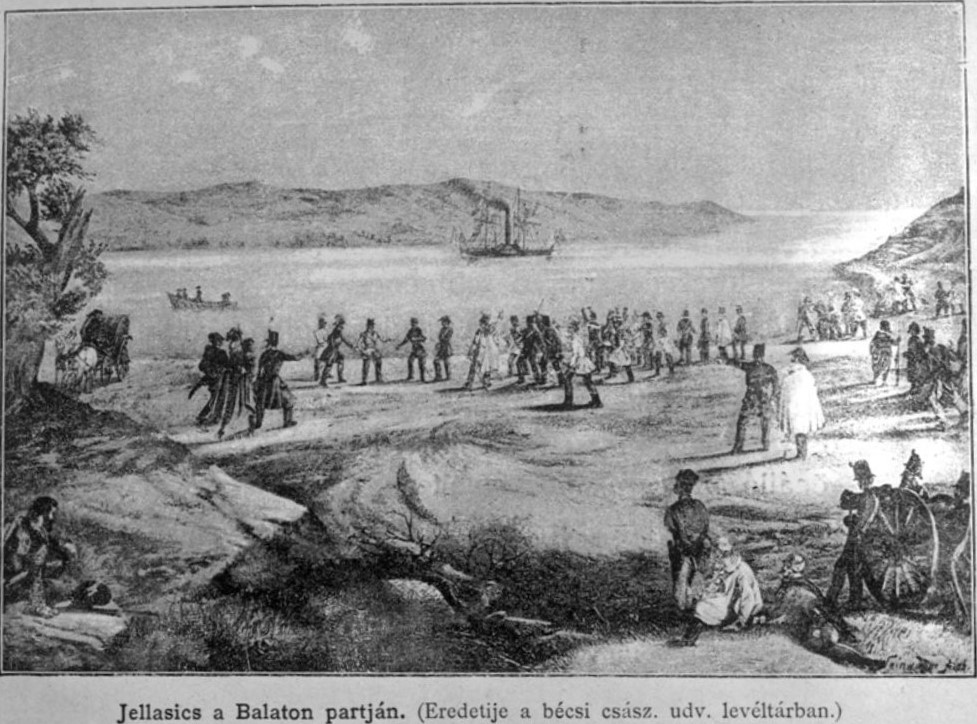 Jellasics a Balaton partján. (Eredetije a bécsi csász. udv. levéltárban.)